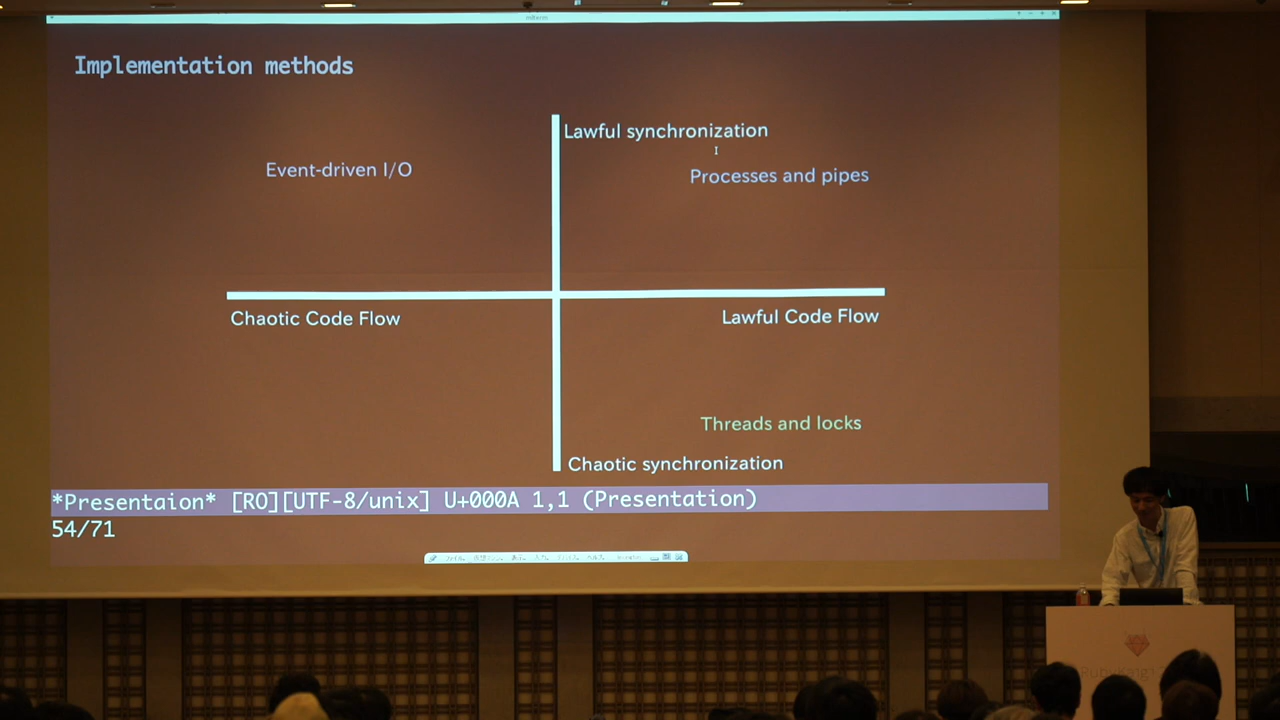 mlterm
Implementation methods
Lawful synchronization
Event-driven I/O
Processes and pipes
Chaotic Code Flow
Lawful Code Flow
Threads and locks
Chaotic synchronization
*Presentaion* [RO][UTF-8/unix] U+000A 1,1 (Presentation)
54/71